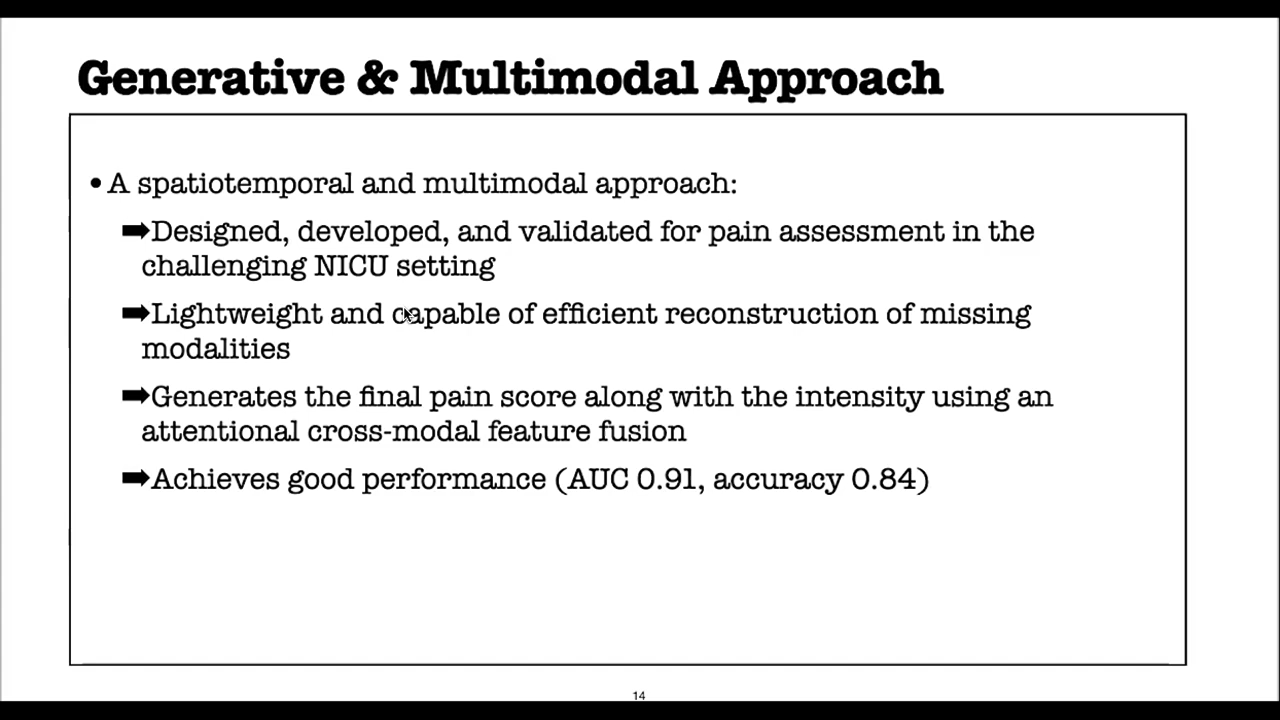 Generative & Multimodal Approach
• A spatiotemporal and multimodal approach:
➡Designed, developed, and validated for pain assessment in the
challenging NICU setting
➡Lightweight and capable of efficient reconstruction of missing
modalities
➡Generates the final pain score along with the intensity using an
attentional cross-modal feature fusion
➡Achieves good performance (AUC 0.91, accuracy 0.84)
14